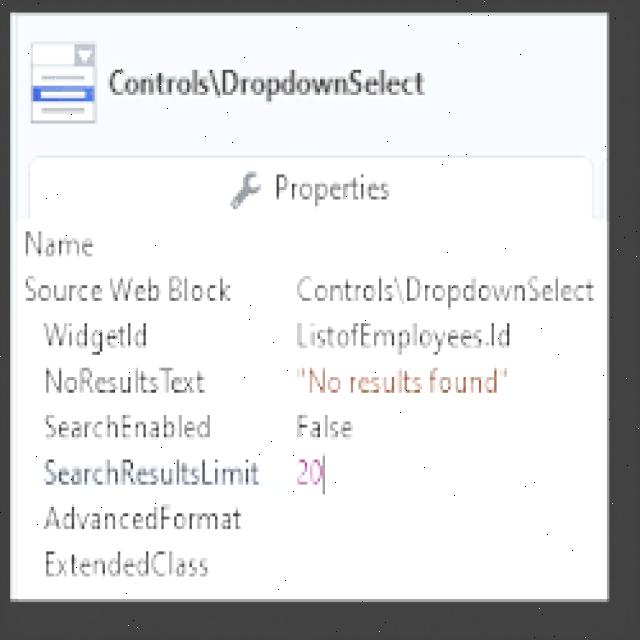 Controls\DropdownSelect
Properties
Name
Source Web Block Controls\DropdownSelect
WidgetId ListofEmployees.Id
NoResultsText "No results found"
SearchEnabled False
SearchResultsLimit 20
AdvancedFormat
ExtendedClass